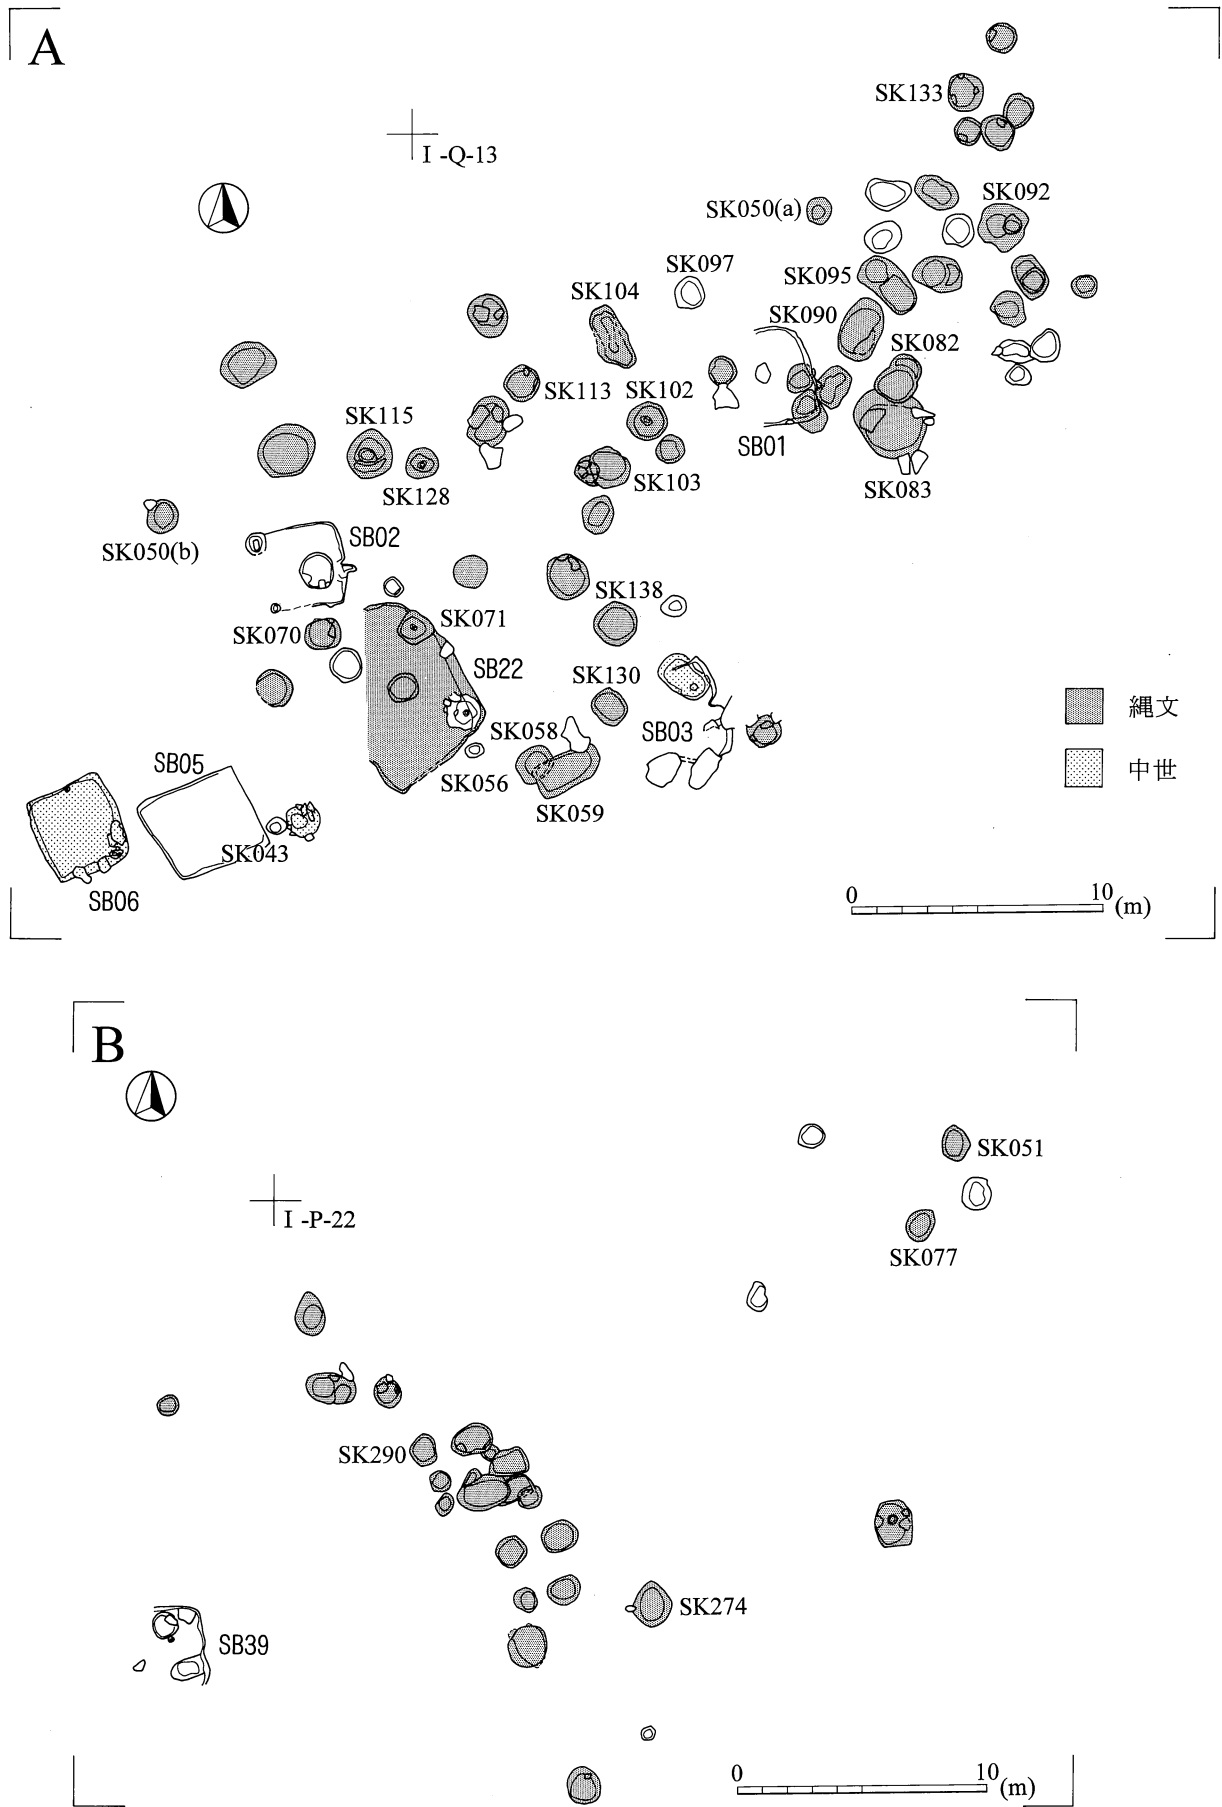 A
SK133
Ⅰ-Q-13
SK092
SK050(a)
SK097
SK095
SK104
SK090
SK082
SK113
SK102
SK115
SB01
SK103
SK083
SK128
SB02
SK050(b)
SK138
SK070
SK071
SB22
SK130
縄文
SK058
SB03
SB05
中世
SK056
SK059
SK043
SB06
0
10
(m)
B
SK051
Ⅰ-P-22
SK077
SK290
SK274
SB39
0
10
(m)